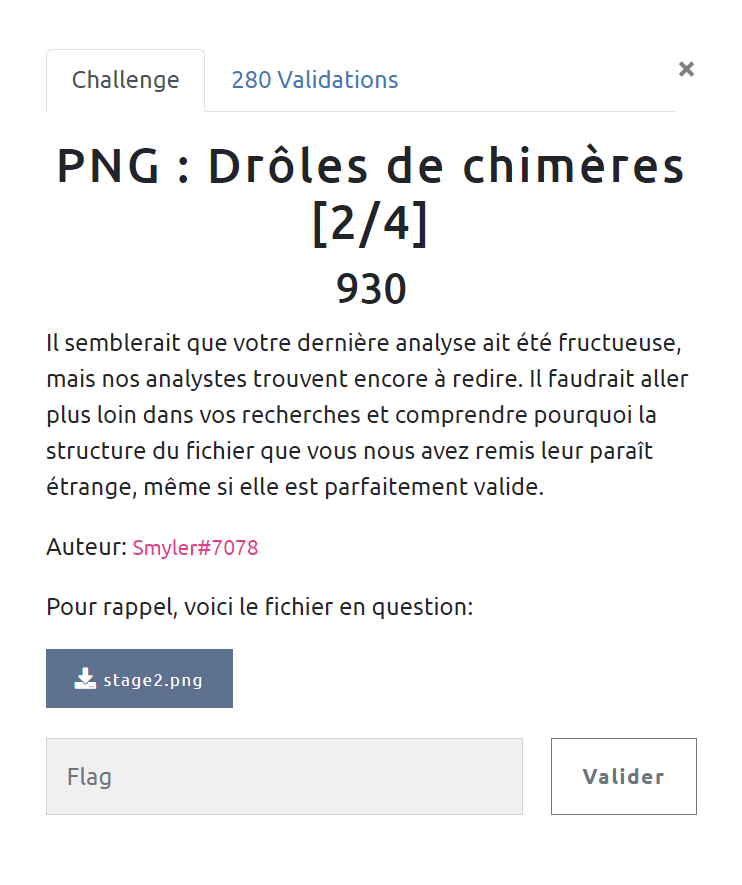 Challenge
280 Validations
×
PNG : Drôles de chimères
[2/4]
930
Il semblerait que votre dernière analyse ait été fructueuse,
mais nos analystes trouvent encore à redire. Il faudrait aller
plus loin dans vos recherches et comprendre pourquoi la
structure du fichier que vous nous avez remis leur paraît
étrange, même si elle est parfaitement valide.
Auteur: Smyler#7078
Pour rappel, voici le fichier en question:
stage2.png
Flag
Valider